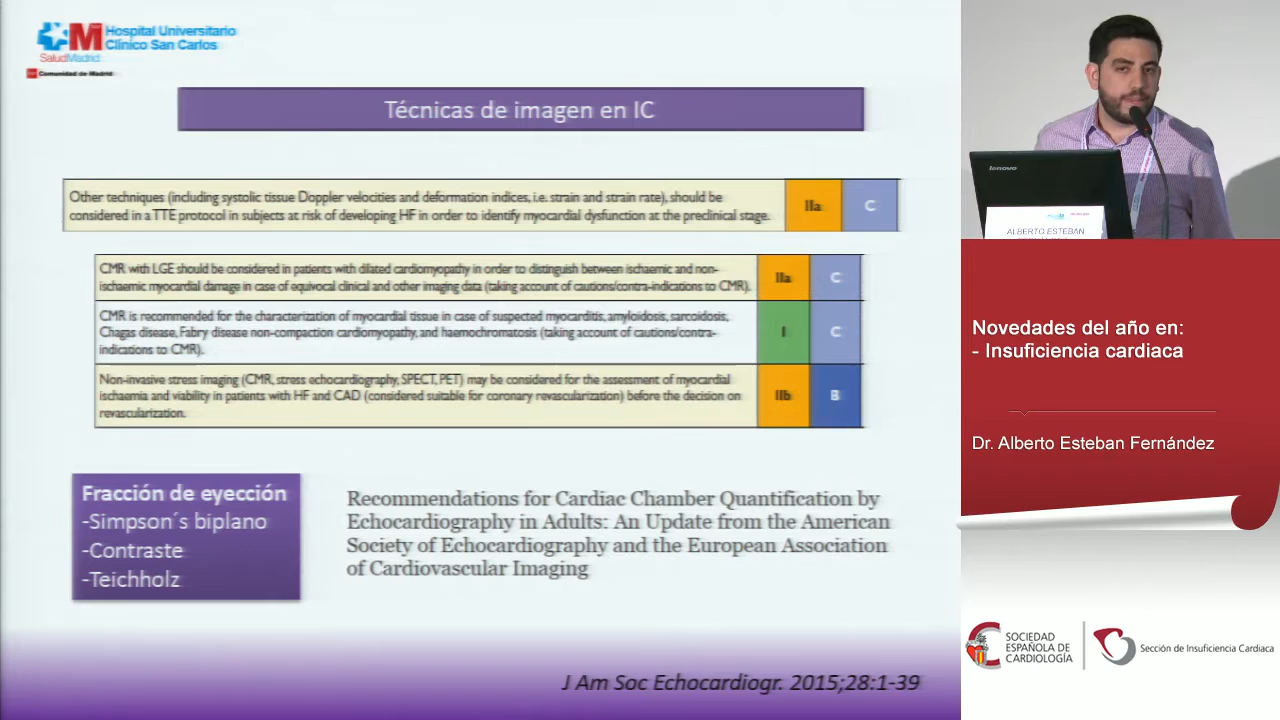 Hospital Universitario
Clínico San Carlos
SaludMadrid
Comunidad de Madrid
Técnicas de imagen en IC
Other techniques (including systolic tissue Doppler velocities and deformation indices, i.e. strain and strain rate), should be
considered in a TTE protocol in subjects at risk of developing HF in order to identify myocardial dysfunction at the preclinical stage.
IIa
C
CMR with LGE should be considered in patients with dilated cardiomyopathy in order to distinguish between ischaemic and non-
ischaemic myocardial damage in case of equivocal clinical and other imaging data (taking account of cautions/contra-indications to CMR).
IIa
C
CMR is recommended for the characterization of myocardial tissue in case of suspected myocarditis, amyloidosis, sarcoidosis,
Chagas disease, Fabry disease non-compaction cardiomyopathy, and haemochromatosis (taking account of cautions/contra-
indications to CMR).
I
C
Non-invasive stress imaging (CMR, stress echocardiography, SPECT, PET) may be considered for the assessment of myocardial
ischaemia and viability in patients with HF and CAD (considered suitable for coronary revascularization) before the decision on
revascularization.
IIb
B
Fracción de eyección
-Simpson´s biplano
-Contraste
-Teichholz
Recommendations for Cardiac Chamber Quantification by
Echocardiography in Adults: An Update from the American
Society of Echocardiography and the European Association
of Cardiovascular Imaging
J Am Soc Echocardiogr. 2015;28:1-39
lenovo
ALBERTO ESTEBAN
Novedades del año en:
- Insuficiencia cardiaca
Dr. Alberto Esteban Fernández
SOCIEDAD
ESPAÑOLA DE
CARDIOLOGÍA
Sección de Insuficiencia Cardiaca